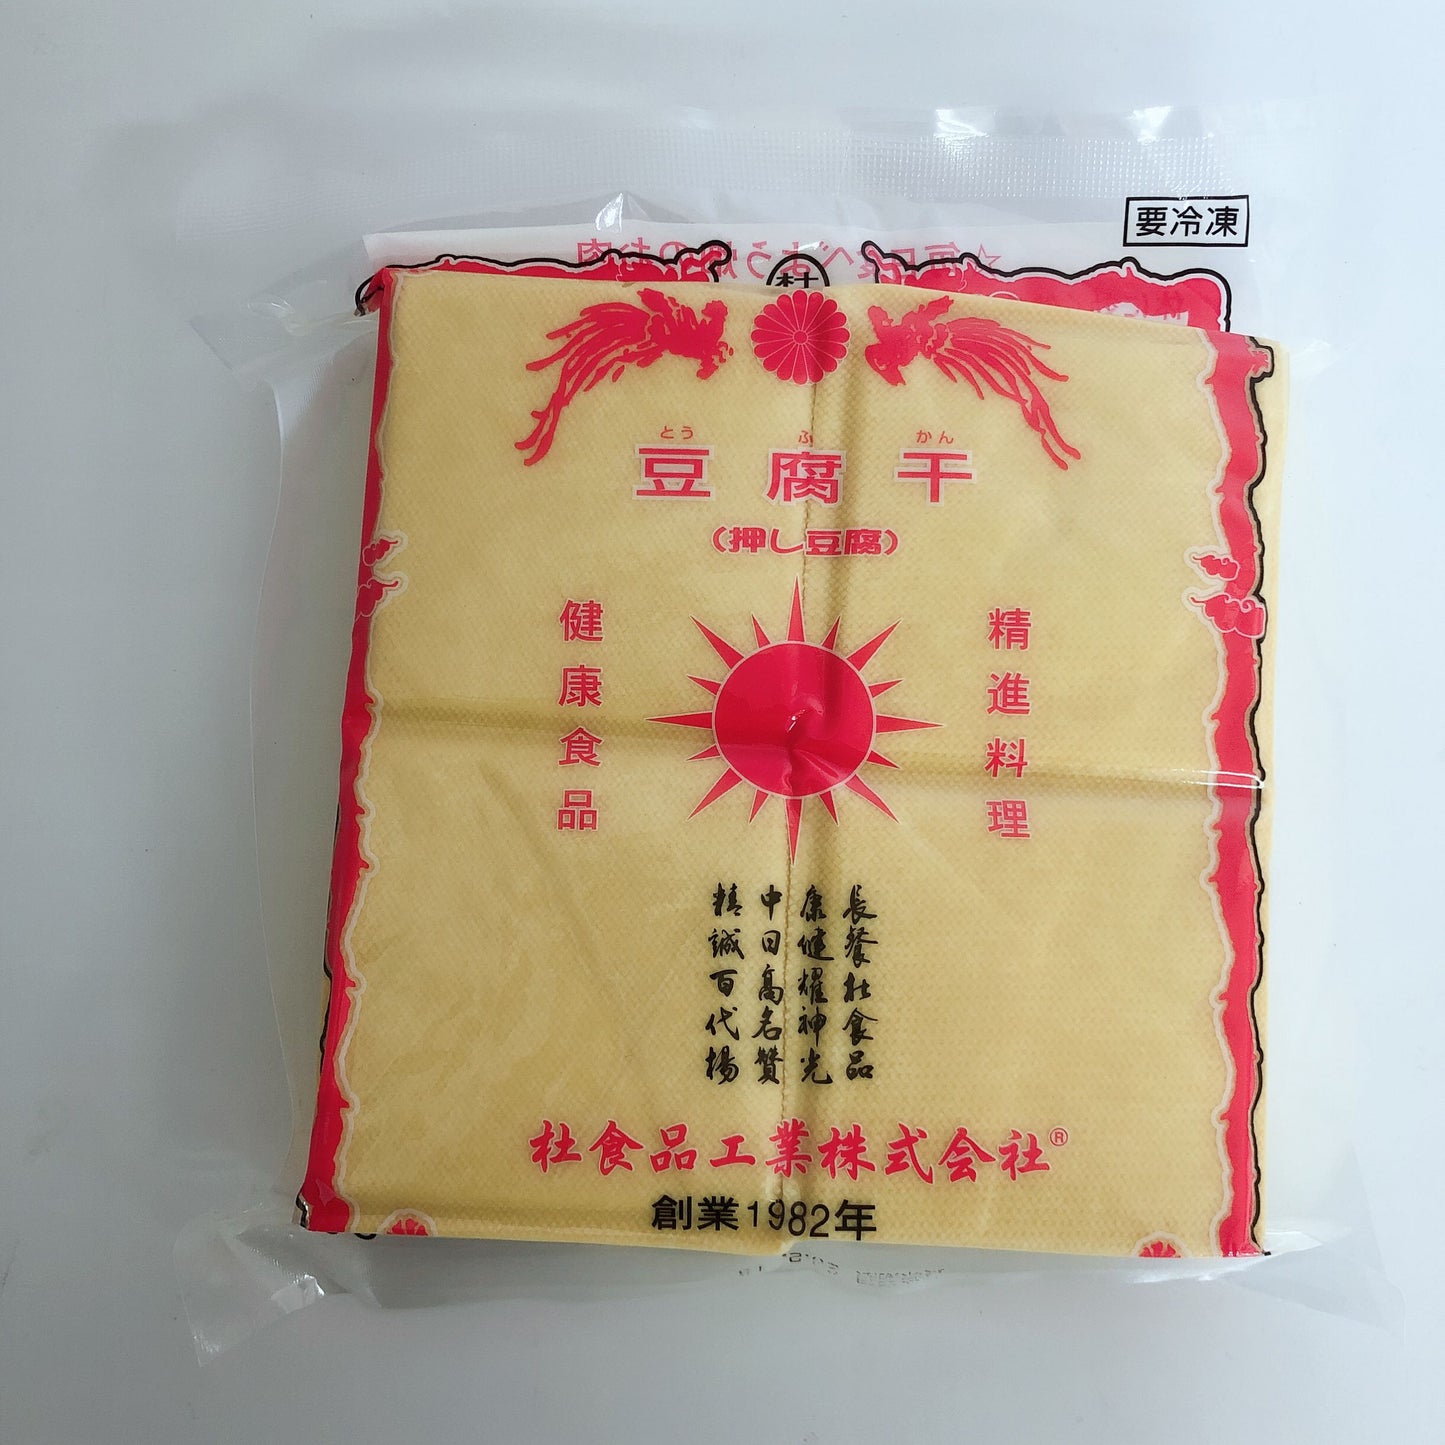 要冷凍
杜
とう ふ かん
豆腐干
(押し豆腐)
精進料理
健康食品
長餐杜食品
康健耀神光
中日高名贊
精誠百代揚
杜食品工業株式会社®
創業1982年